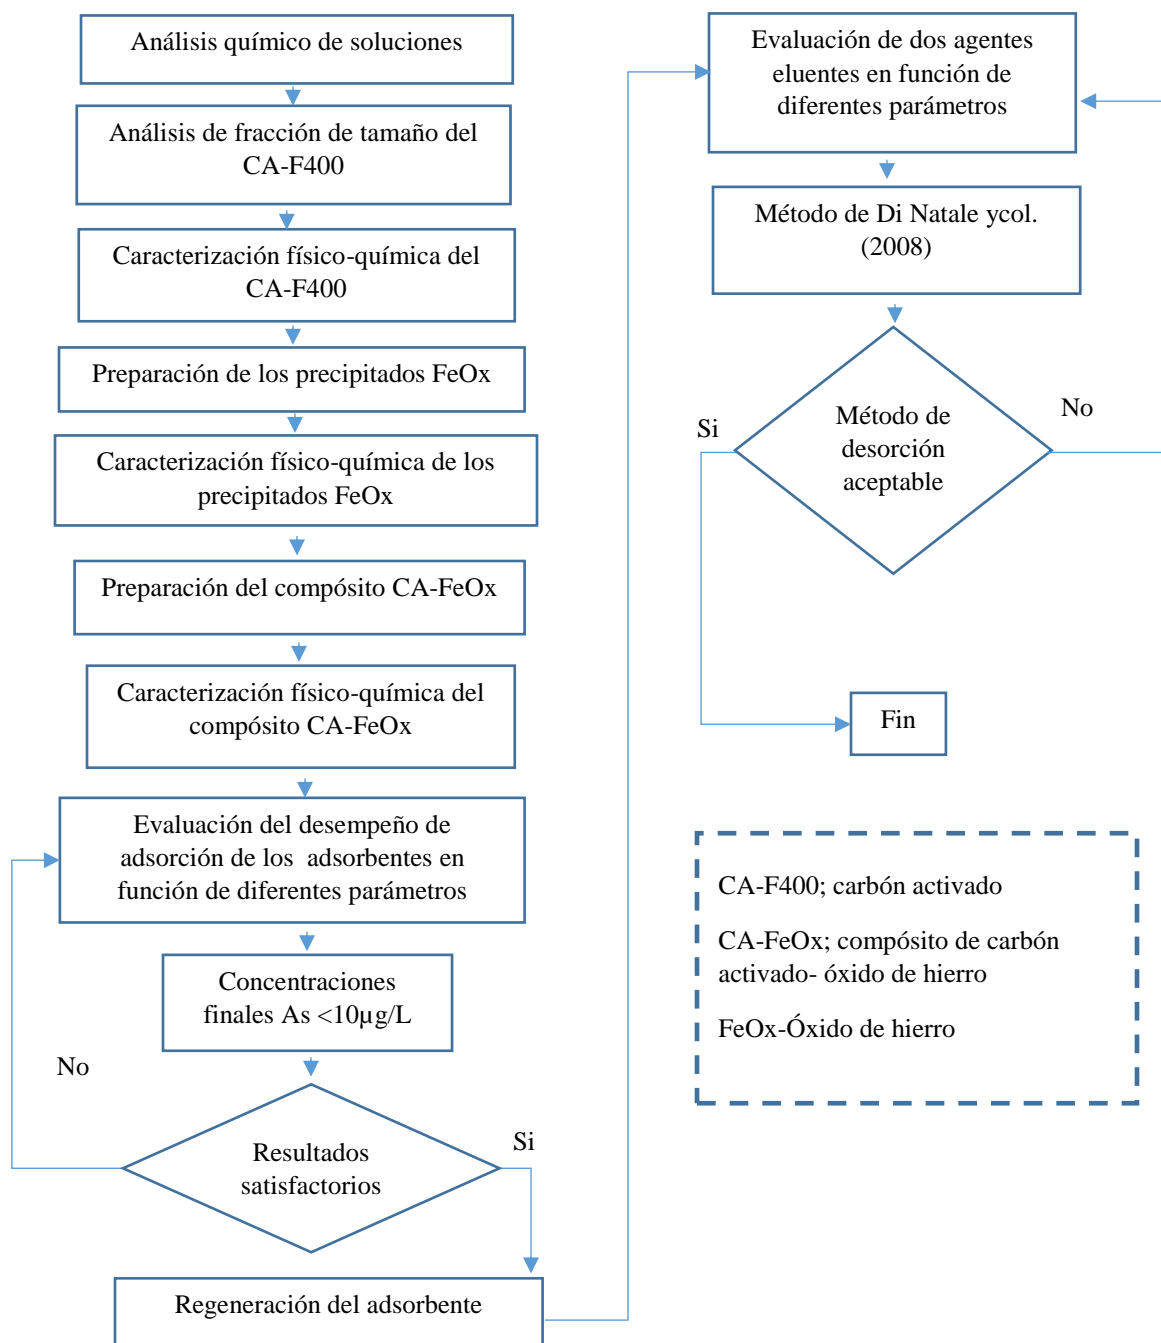 Análisis químico de soluciones
Análisis de fracción de tamaño del
CA-F400
Caracterización físico-química del
CA-F400
Preparación de los precipitados FeOx
Caracterización físico-química de los
precipitados FeOx
Preparación del compósito CA-FeOx
Caracterización físico-química del
compósito CA-FeOx
Evaluación del desempeño de
adsorción de los adsorbentes en
función de diferentes parámetros
Concentraciones
finales As <10µg/L
No
Resultados
satisfactorios
Si
Regeneración del adsorbente
Evaluación de dos agentes
eluentes en función de
diferentes parámetros
Método de Di Natale ycol.
(2008)
Si
Método de
desorción
aceptable
No
Fin
CA-F400; carbón activado
CA-FeOx; compósito de carbón
activado- óxido de hierro
FeOx-Óxido de hierro